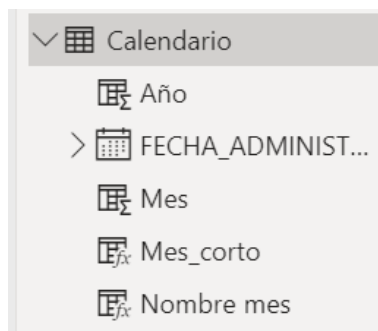 Calendario
Año
FECHA_ADMINIST...
Mes
Mes_corto
Nombre mes